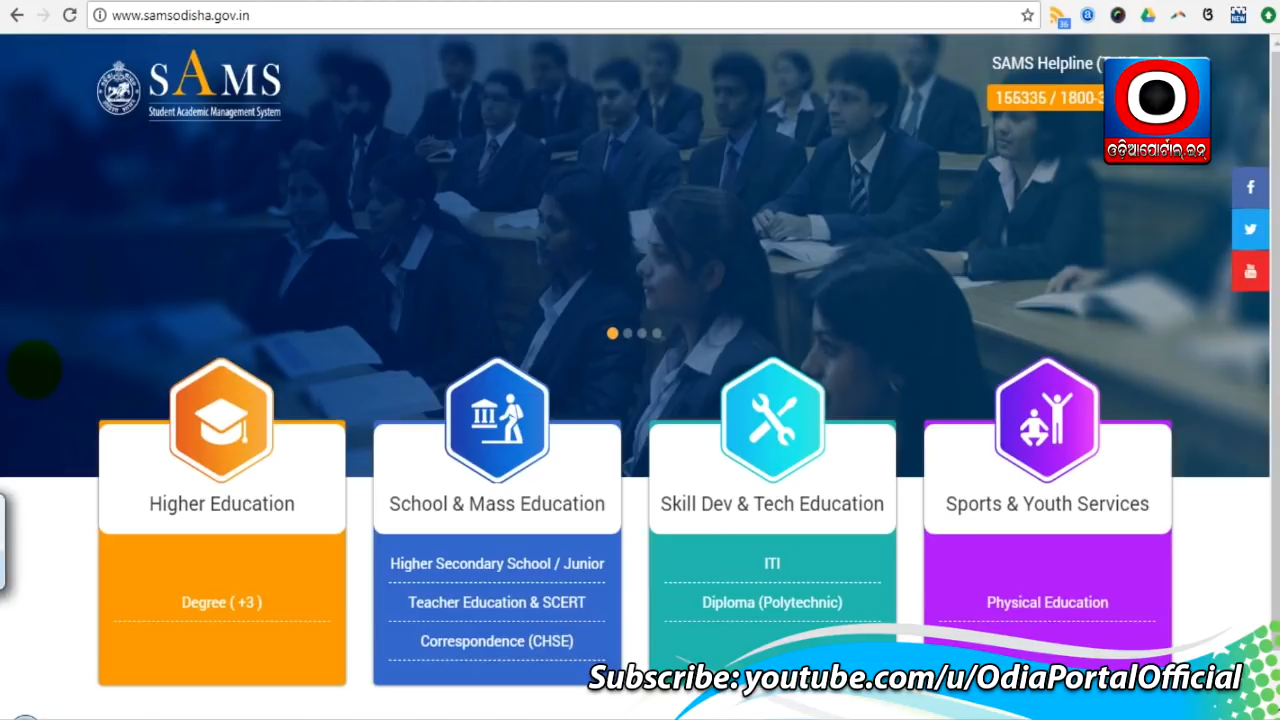 www.samsodisha.gov.in
SAMS
Student Academic Management System
SAMS Helpline
155335 / 1800-3
ଓଡ଼ିଆପୋର୍ଟାଲ୍.ଇନ୍
Higher Education
Degree ( +3 )
School & Mass Education
Higher Secondary School / Junior
Teacher Education & SCERT
Correspondence (CHSE)
Skill Dev & Tech Education
ITI
Diploma (Polytechnic)
Sports & Youth Services
Physical Education
Subscribe: youtube.com/u/OdiaPortalOfficial